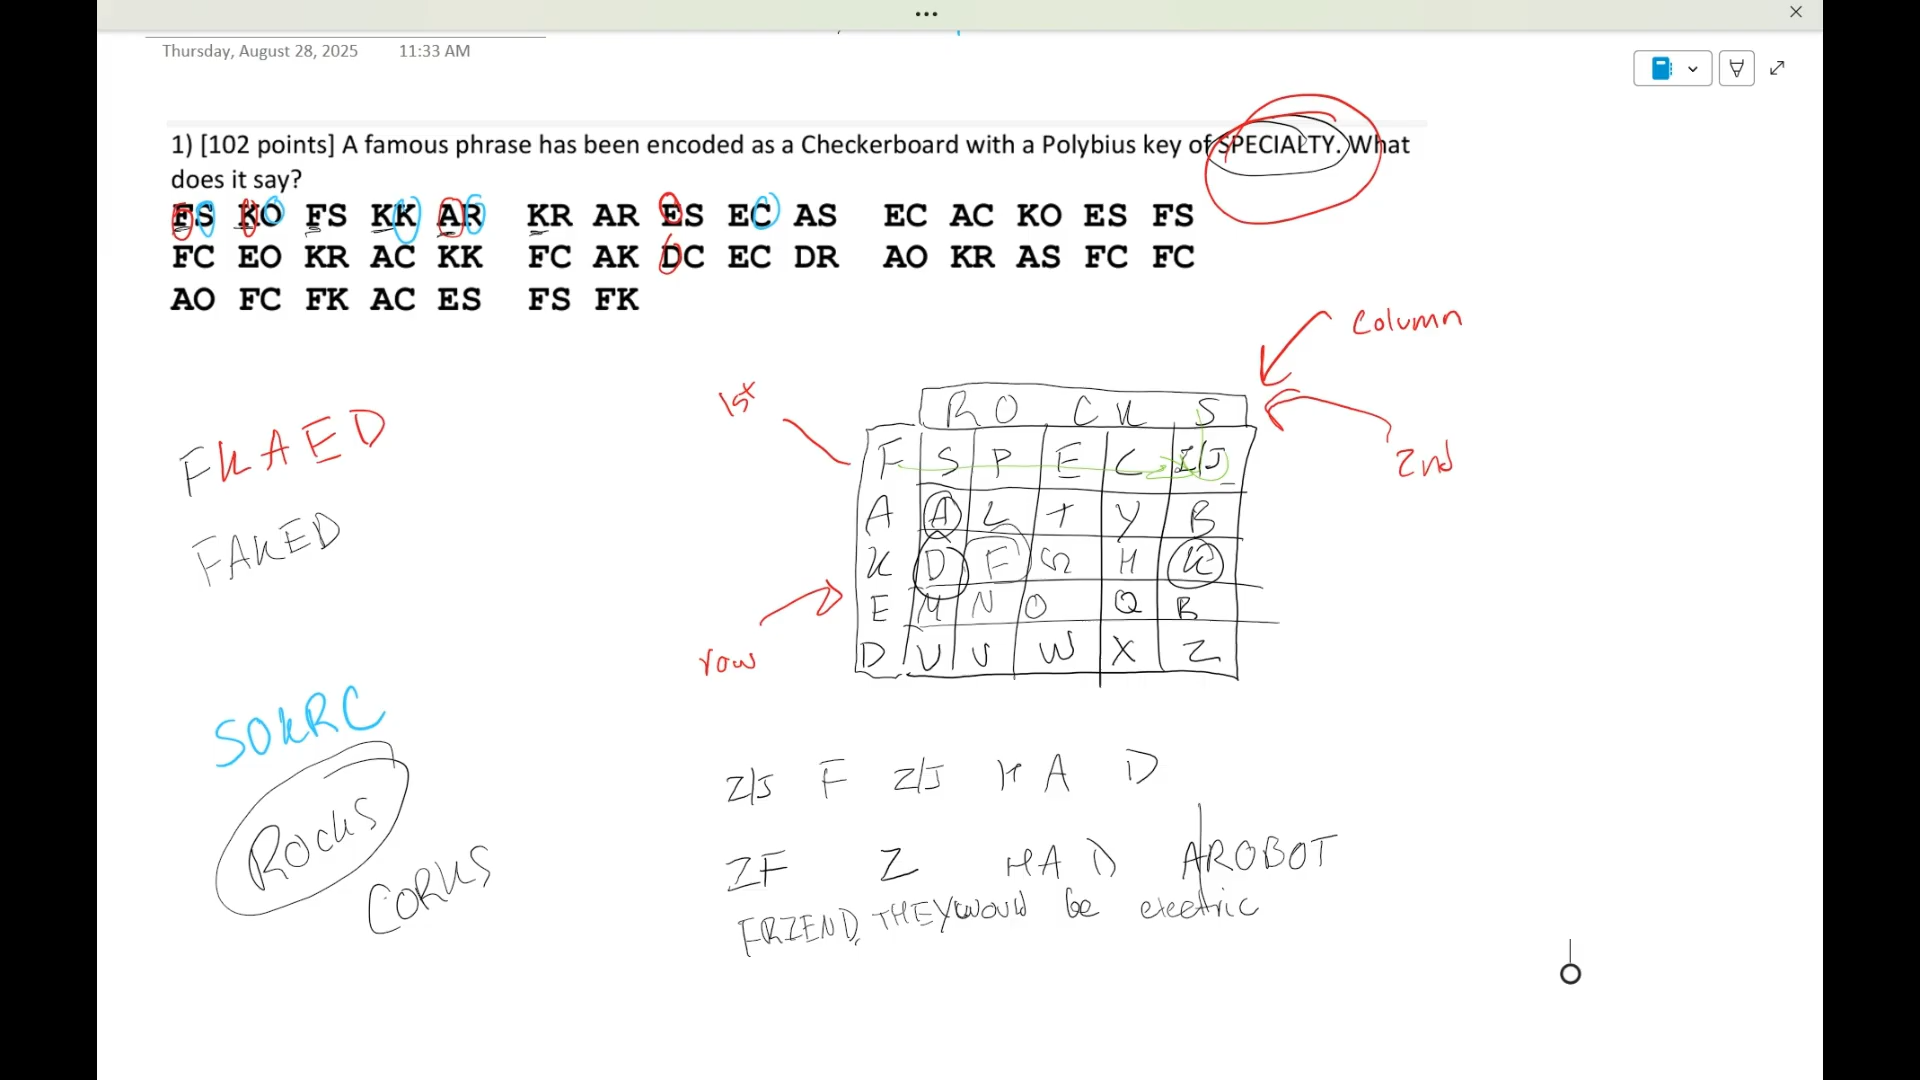 Thursday, August 28, 2025 11:33 AM
1) [102 points] A famous phrase has been encoded as a Checkerboard with a Polybius key of SPECIALTY. What
does it say?
FS KO FS KK AR KR AR ES EC AS EC AC KO ES FS
FC EO KR AC KK FC AK DC EC DR AO KR AS FC FC
AO FC FK AC ES FS FK
Column
1st
2nd
row
R O C K S
F S P E C I/J
A A L T Y B
K D F G H K
E M N O Q R
D U V W X Z
FKAED
FAKED
SOKRC
ROCKS
CORKS
I/J F I/J H A D
IF I HAD AROBOT
FRIEND, THEYWOULD be electric